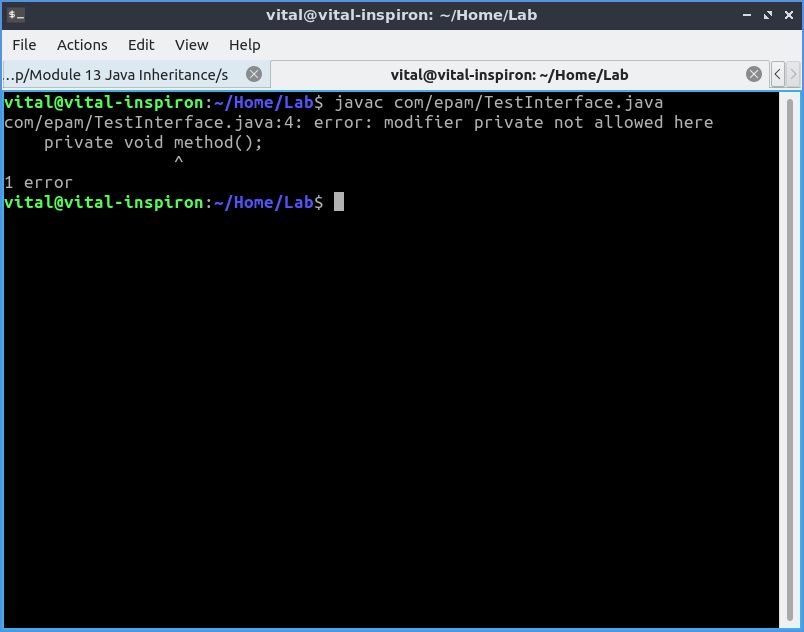 vital@vital-inspiron: ~/Home/Lab
File Actions Edit View Help
...p/Module 13 Java Inheritance/s vital@vital-inspiron: ~/Home/Lab
vital@vital-inspiron:~/Home/Lab$ javac com/epam/TestInterface.java
com/epam/TestInterface.java:4: error: modifier private not allowed here
    private void method();
                 ^
1 error
vital@vital-inspiron:~/Home/Lab$